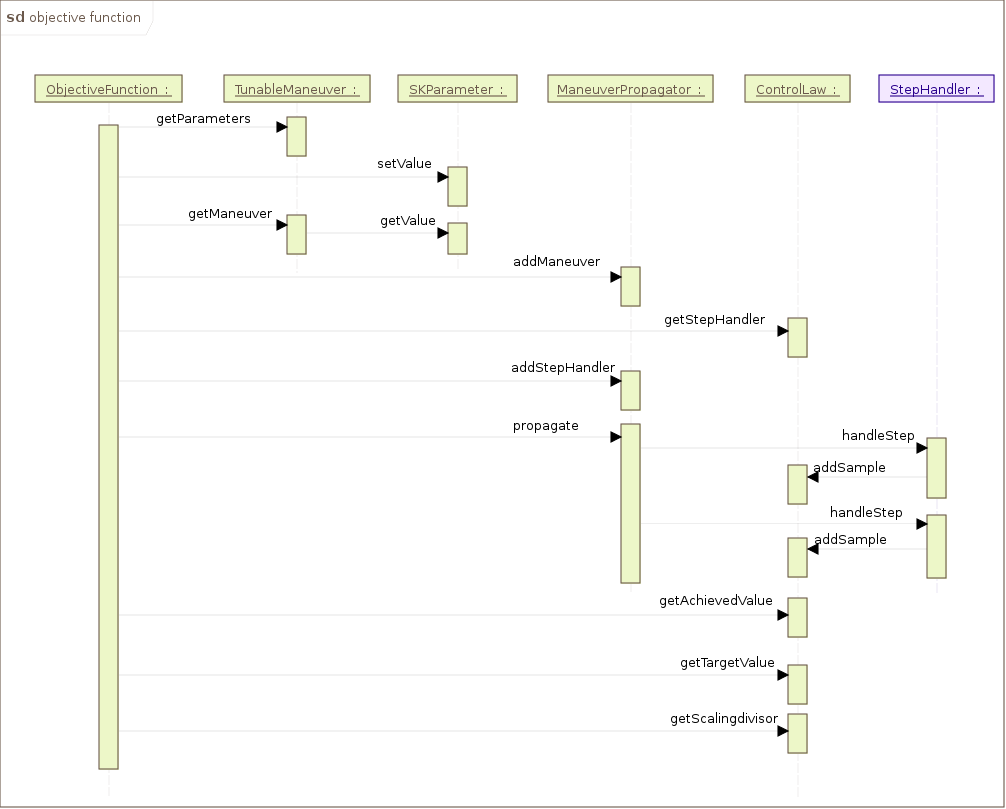 sd objective function
ObjectiveFunction :
TunableManeuver :
SKParameter :
ManeuverPropagator :
ControlLaw :
StepHandler :
getParameters
setValue
getManeuver
getValue
addManeuver
getStepHandler
addStepHandler
propagate
handleStep
addSample
handleStep
addSample
getAchievedValue
getTargetValue
getScalingdivisor